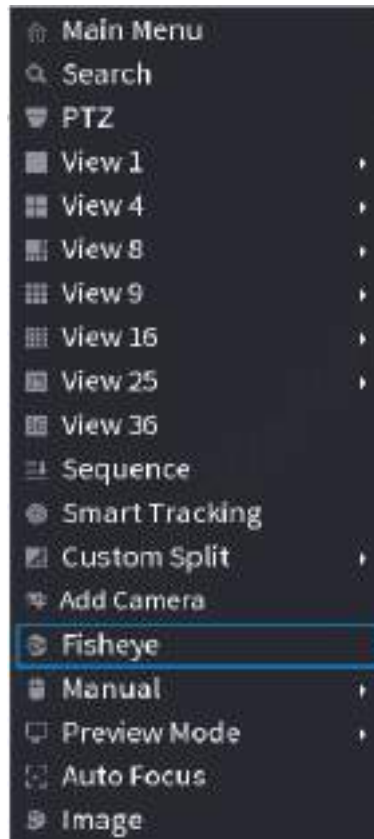 Main Menu
Search
PTZ
View 1
View 4
View 8
View 9
View 16
View 25
View 36
Sequence
Smart Tracking
Custom Split
Add Camera
Fisheye
Manual
Preview Mode
Auto Focus
Image